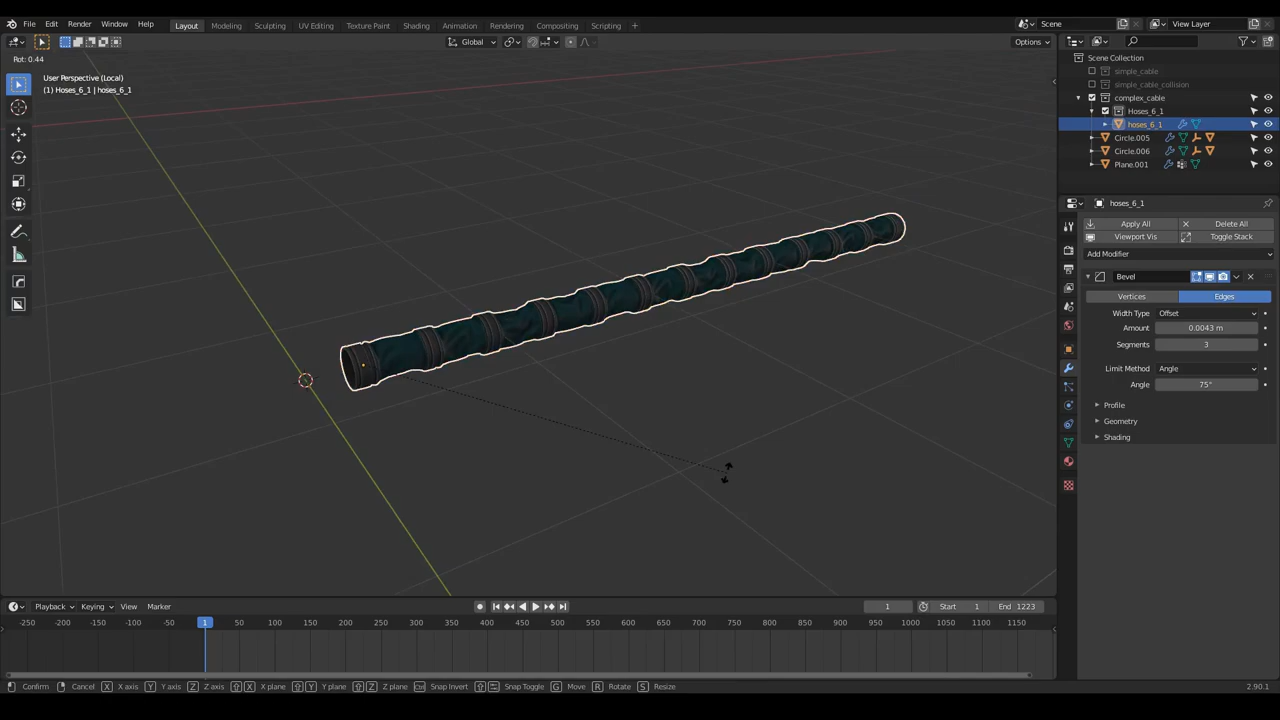 File Edit Render Window Help Layout Modeling Sculpting UV Editing Texture Paint Shading Animation Rendering Compositing Scripting + Scene View Layer
Global Options
Rot: 0.44
User Perspective (Local)
(1) Hoses_6_1 | hoses_6_1
Scene Collection
simple_cable
simple_cable_collision
complex_cable
Hoses_6_1
hoses_6_1
Circle.005
Circle.006
Plane.001
hoses_6_1
Apply All Delete All
Viewport Vis Toggle Stack
Add Modifier
Bevel
Vertices Edges
Width Type Offset
Amount 0.0043 m
Segments 3
Limit Method Angle
Angle 75°
Profile
Geometry
Shading
Playback Keying View Marker 1 Start 1 End 1223
-250 -200 -150 -100 -50 1 50 100 150 200 250 300 350 400 450 500 550 600 650 700 750 800 850 900 950 1000 1050 1100 1150
Confirm Cancel X X axis Y Y axis Z Z axis X X plane Y Y plane Z Z plane Ctrl Snap Invert Snap Toggle G Move R Rotate S Resize 2.90.1